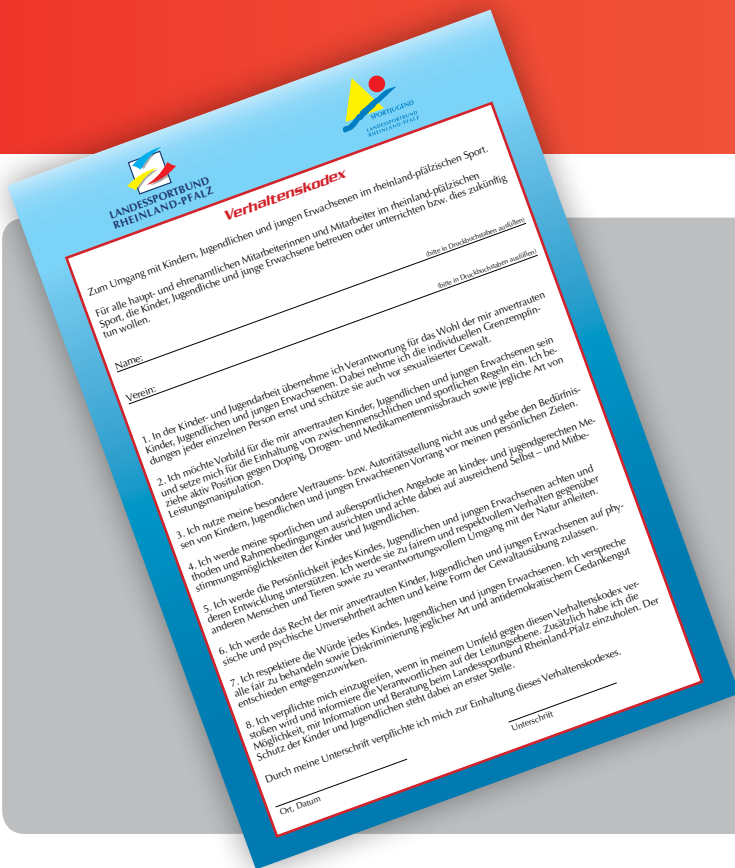 LANDESSPORTBUND
RHEINLAND-PFALZ
SPORTJUGEND
LANDESSPORTBUND
RHEINLAND-PFALZ
Verhaltenskodex
Zum Umgang mit Kindern, Jugendlichen und jungen Erwachsenen im rheinland-pfälzischen Sport.
Für alle haupt- und ehrenamtlichen Mitarbeiterinnen und Mitarbeiter im rheinland-pfälzischen
Sport, die Kinder, Jugendliche und junge Erwachsene betreuen oder unterrichten bzw. dies zukünftig
tun wollen.
Name:
(bitte in Druckbuchstaben ausfüllen)
Verein:
(bitte in Druckbuchstaben ausfüllen)
1. In der Kinder- und Jugendarbeit übernehme ich Verantwortung für das Wohl der mir anvertrauten
Kinder, Jugendlichen und jungen Erwachsenen. Dabei nehme ich die individuellen Grenzempfin-
dungen jeder einzelnen Person ernst und schütze sie auch vor sexualisierter Gewalt.
2. Ich möchte Vorbild für die mir anvertrauten Kinder, Jugendlichen und jungen Erwachsenen sein
und setze mich für die Einhaltung von zwischenmenschlichen und sportlichen Regeln ein. Ich be-
ziehe aktiv Position gegen Doping, Drogen- und Medikamentenmissbrauch sowie jegliche Art von
Leistungsmanipulation.
3. Ich nutze meine besondere Vertrauens- bzw. Autoritätsstellung nicht aus und gebe den Bedürfnis-
sen von Kindern, Jugendlichen und jungen Erwachsenen Vorrang vor meinen persönlichen Zielen.
4. Ich werde meine sportlichen und außersportlichen Angebote an kinder- und jugendgerechten Me-
thoden und Rahmenbedingungen ausrichten und achte dabei auf ausreichend Selbst – und Mitbe-
stimmungsmöglichkeiten der Kinder und Jugendlichen.
5. Ich werde die Persönlichkeit jedes Kindes, Jugendlichen und jungen Erwachsenen achten und
deren Entwicklung unterstützen. Ich werde sie zu fairem und respektvollem Verhalten gegenüber
anderen Menschen und Tieren sowie zu verantwortungsvollem Umgang mit der Natur anleiten.
6. Ich werde das Recht der mir anvertrauten Kinder, Jugendlichen und jungen Erwachsenen auf phy-
sische und psychische Unversehrtheit achten und keine Form der Gewaltausübung zulassen.
7. Ich respektiere die Würde jedes Kindes, Jugendlichen und jungen Erwachsenen. Ich verspreche
alle fair zu behandeln sowie Diskriminierung jeglicher Art und antidemokratischem Gedankengut
entschieden entgegenzuwirken.
8. Ich verpflichte mich einzugreifen, wenn in meinem Umfeld gegen diesen Verhaltenskodex ver-
stoßen wird und informiere die Verantwortlichen auf der Leitungsebene. Zusätzlich habe ich die
Möglichkeit, mir Information und Beratung beim Landessportbund Rheinland-Pfalz einzuholen. Der
Schutz der Kinder und Jugendlichen steht dabei an erster Stelle.
Durch meine Unterschrift verpflichte ich mich zur Einhaltung dieses Verhaltenskodexes.
Ort, Datum
Unterschrift